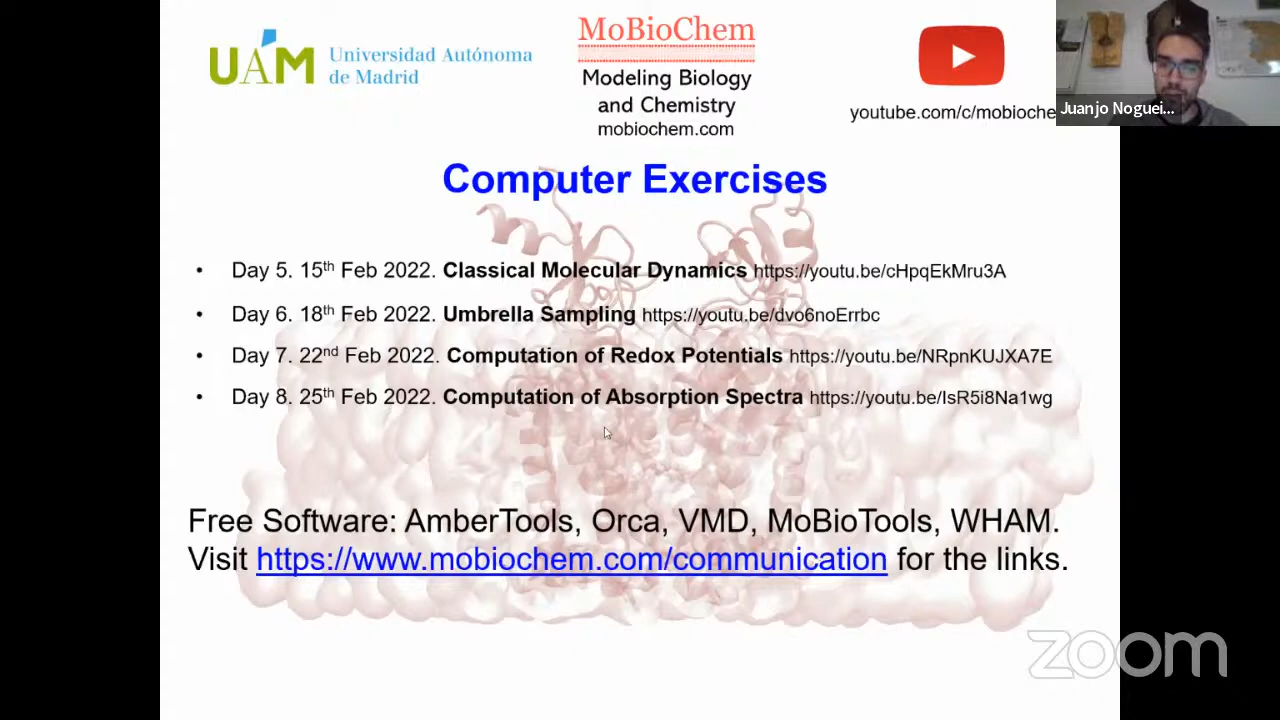 UAM Universidad Autónoma
de Madrid
MoBioChem
Modeling Biology
and Chemistry
mobiochem.com
youtube.com/c/mobioche
Juanjo Noguei...
Computer Exercises
• Day 5. 15th Feb 2022. Classical Molecular Dynamics https://youtu.be/cHpqEkMru3A
• Day 6. 18th Feb 2022. Umbrella Sampling https://youtu.be/dvo6noErrbc
• Day 7. 22nd Feb 2022. Computation of Redox Potentials https://youtu.be/NRpnKUJXA7E
• Day 8. 25th Feb 2022. Computation of Absorption Spectra https://youtu.be/IsR5i8Na1wg
Free Software: AmberTools, Orca, VMD, MoBioTools, WHAM.
Visit https://www.mobiochem.com/communication for the links.
zoom